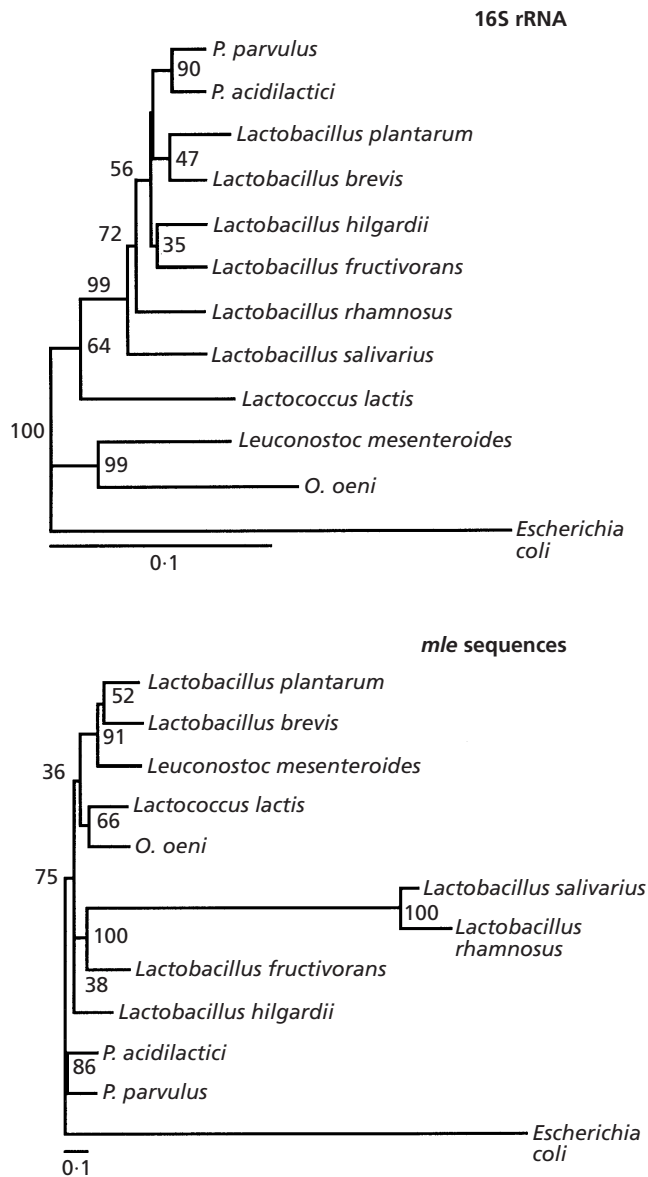 16S rRNA
P. parvulus
90
P. acidilactici
Lactobacillus plantarum
47
Lactobacillus brevis
56
Lactobacillus hilgardii
35
72
Lactobacillus fructivorans
99
Lactobacillus rhamnosus
64
Lactobacillus salivarius
Lactococcus lactis
100
Leuconostoc mesenteroides
99
O. oeni
Escherichia
coli
0·1
mle sequences
Lactobacillus plantarum
52
Lactobacillus brevis
91
Leuconostoc mesenteroides
36
Lactococcus lactis
66
O. oeni
75
Lactobacillus salivarius
100
Lactobacillus
rhamnosus
100
Lactobacillus fructivorans
38
Lactobacillus hilgardii
P. acidilactici
86
P. parvulus
Escherichia
coli
0·1